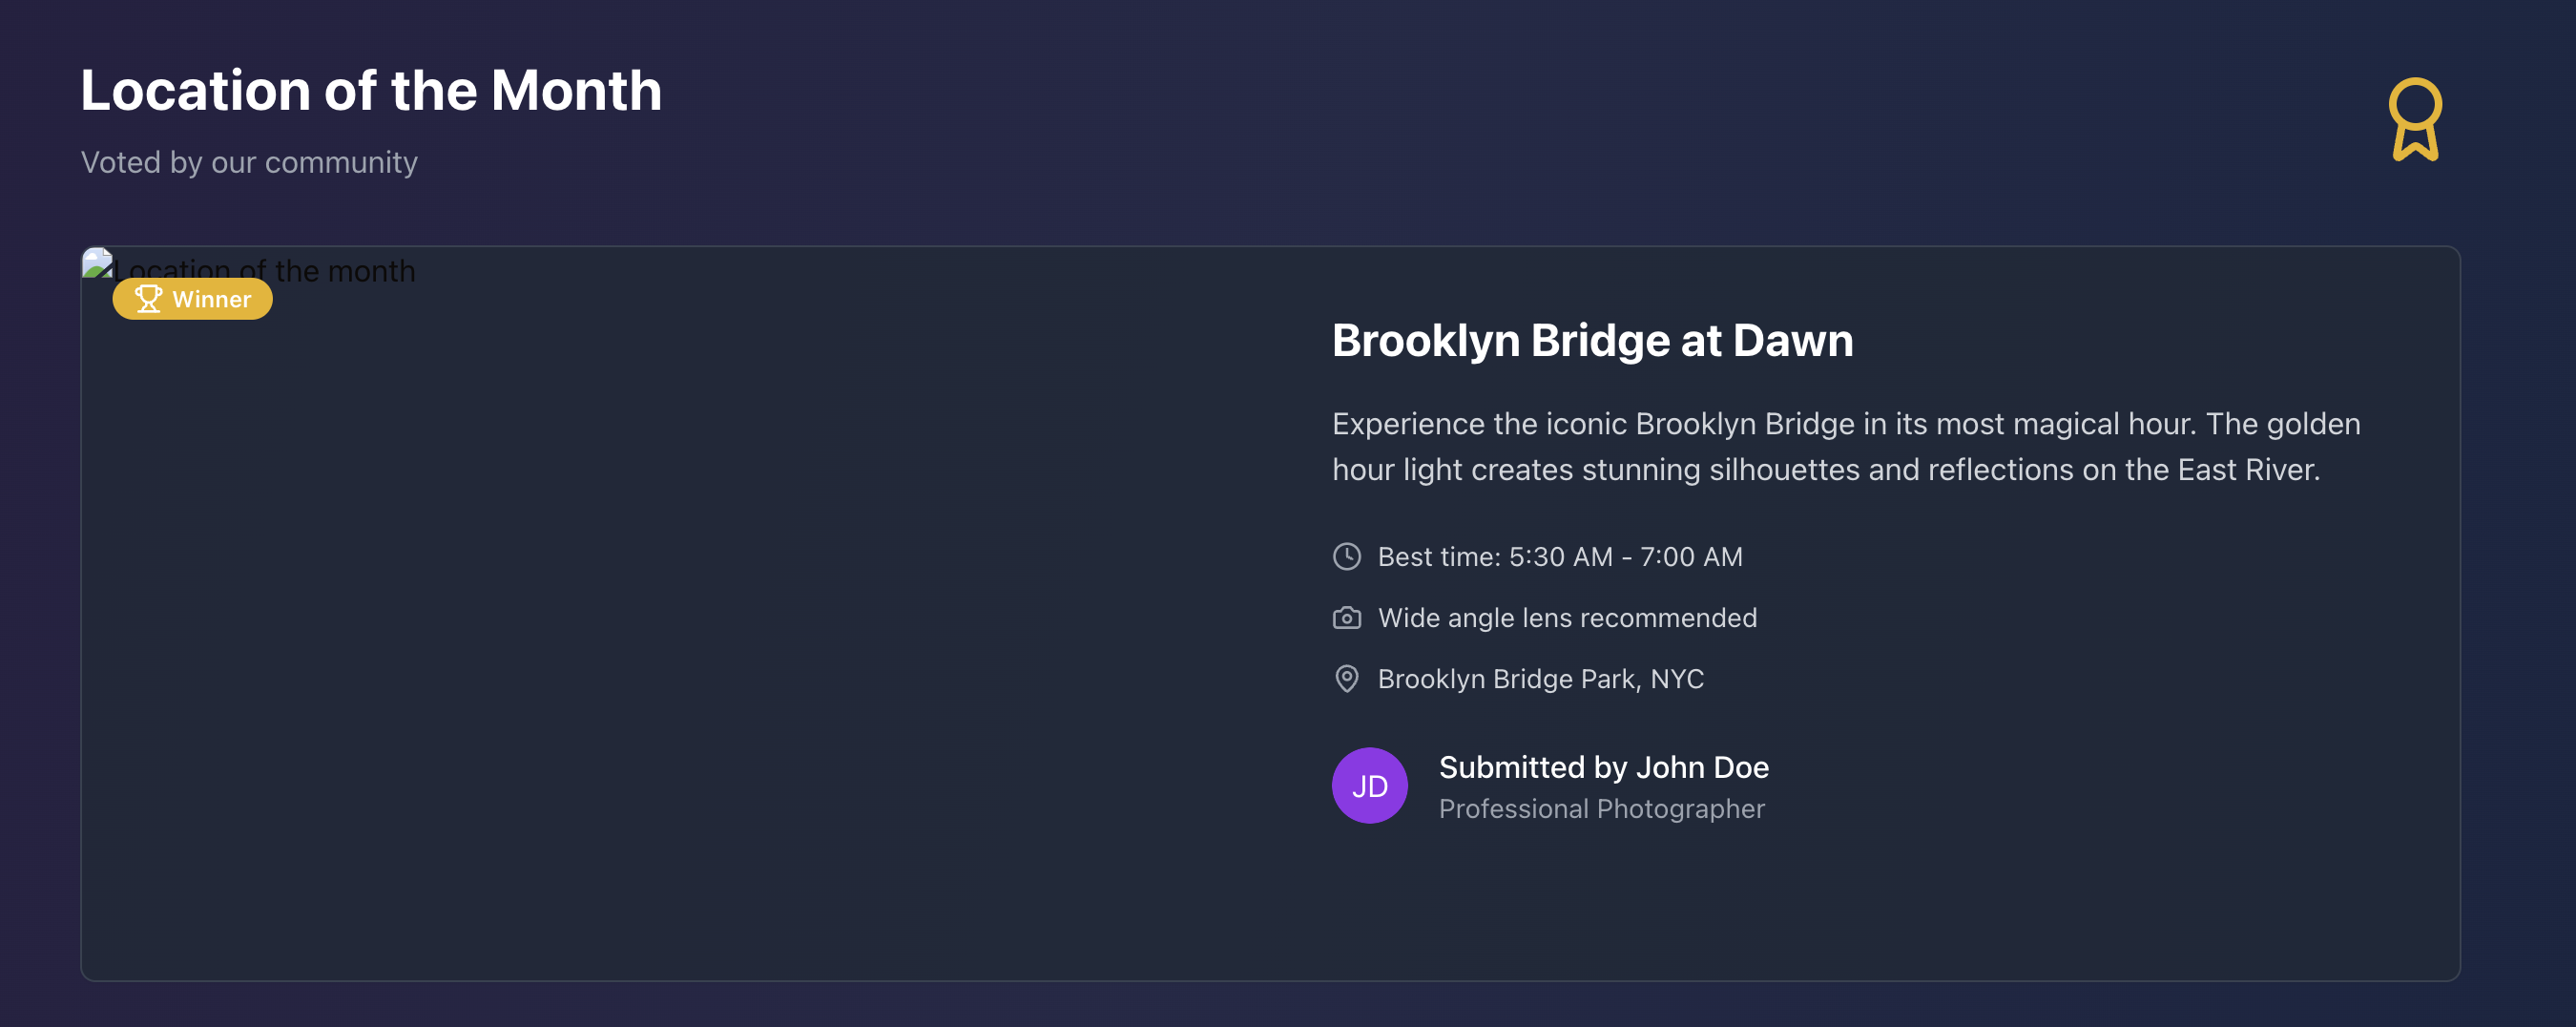 Location of the Month
Voted by our community
Location of the month
Winner
Brooklyn Bridge at Dawn
Experience the iconic Brooklyn Bridge in its most magical hour. The golden
hour light creates stunning silhouettes and reflections on the East River.
Best time: 5:30 AM - 7:00 AM
Wide angle lens recommended
Brooklyn Bridge Park, NYC
JD
Submitted by John Doe
Professional Photographer